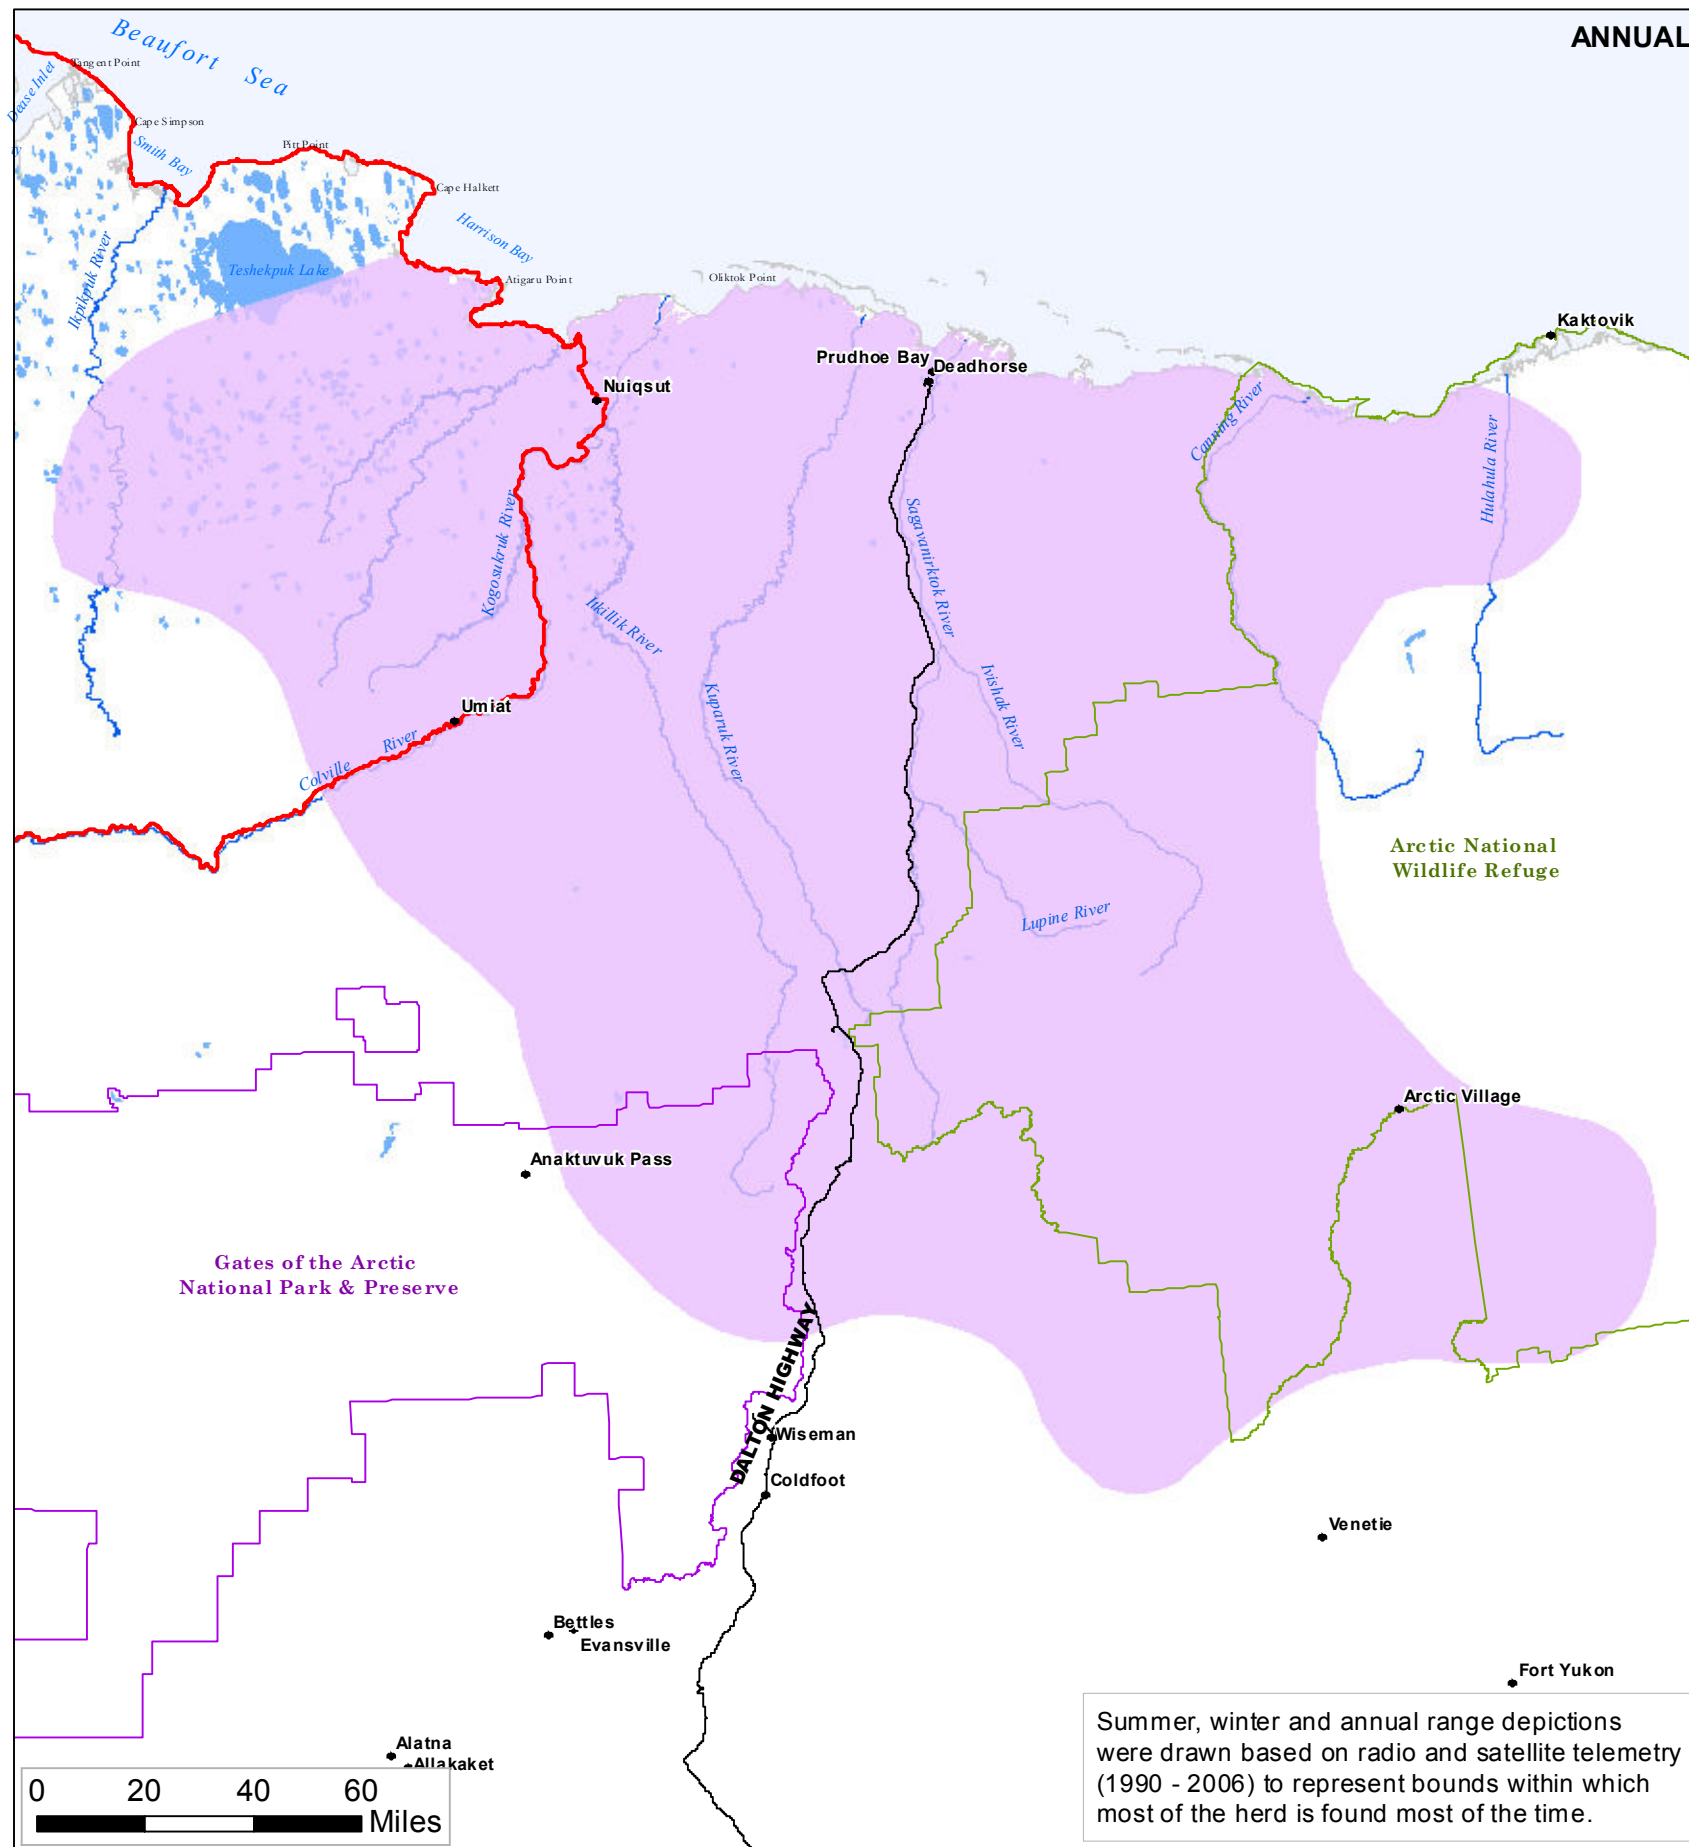 ANNUAL
Beaufort Sea
Tangent Point
Dease Inlet
Cape Simpson
Smith Bay
Pitt Point
Cape Halkett
Harrison Bay
Teshekpuk Lake
Ikpikpuk River
Atigaru Point
Oliktok Point
Kaktovik
Prudhoe Bay
Deadhorse
Nuiqsut
Canning River
Hulahula River
Kogosukruk River
Sagavanirktok River
Itkillik River
Ivishak River
Kuparuk River
Umiat
Colville River
Arctic National
Wildlife Refuge
Lupine River
Arctic Village
Anaktuvuk Pass
Gates of the Arctic
National Park & Preserve
DALTON HIGHWAY
Wiseman
Coldfoot
Venetie
Bettles
Evansville
Fort Yukon
Alatna
Allakaket
0 20 40 60
Miles
Summer, winter and annual range depictions
were drawn based on radio and satellite telemetry
(1990 - 2006) to represent bounds within which
most of the herd is found most of the time.